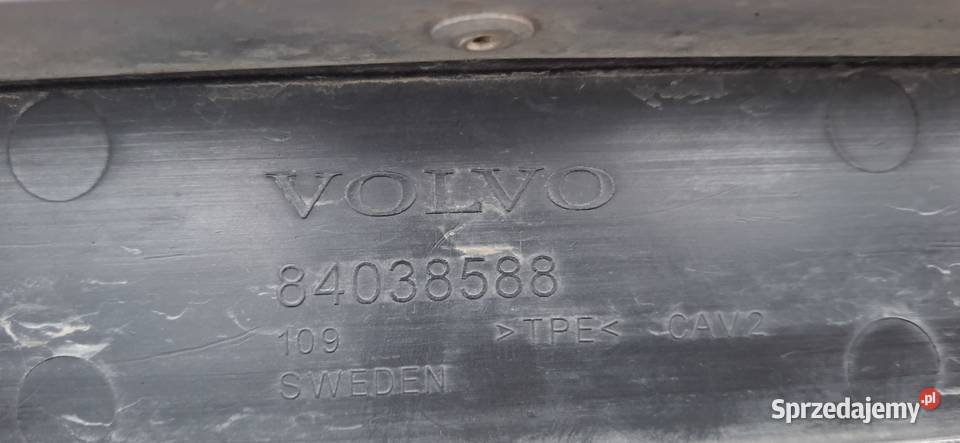 VOLVO
84038588
109 >TPE< CAV2
SWEDEN
Sprzedajemy.pl